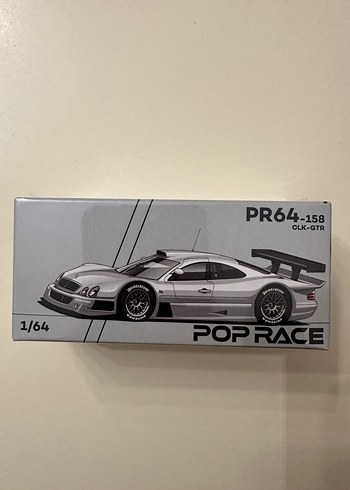 PR64-158
CLK-GTR
1/64
POP RACE